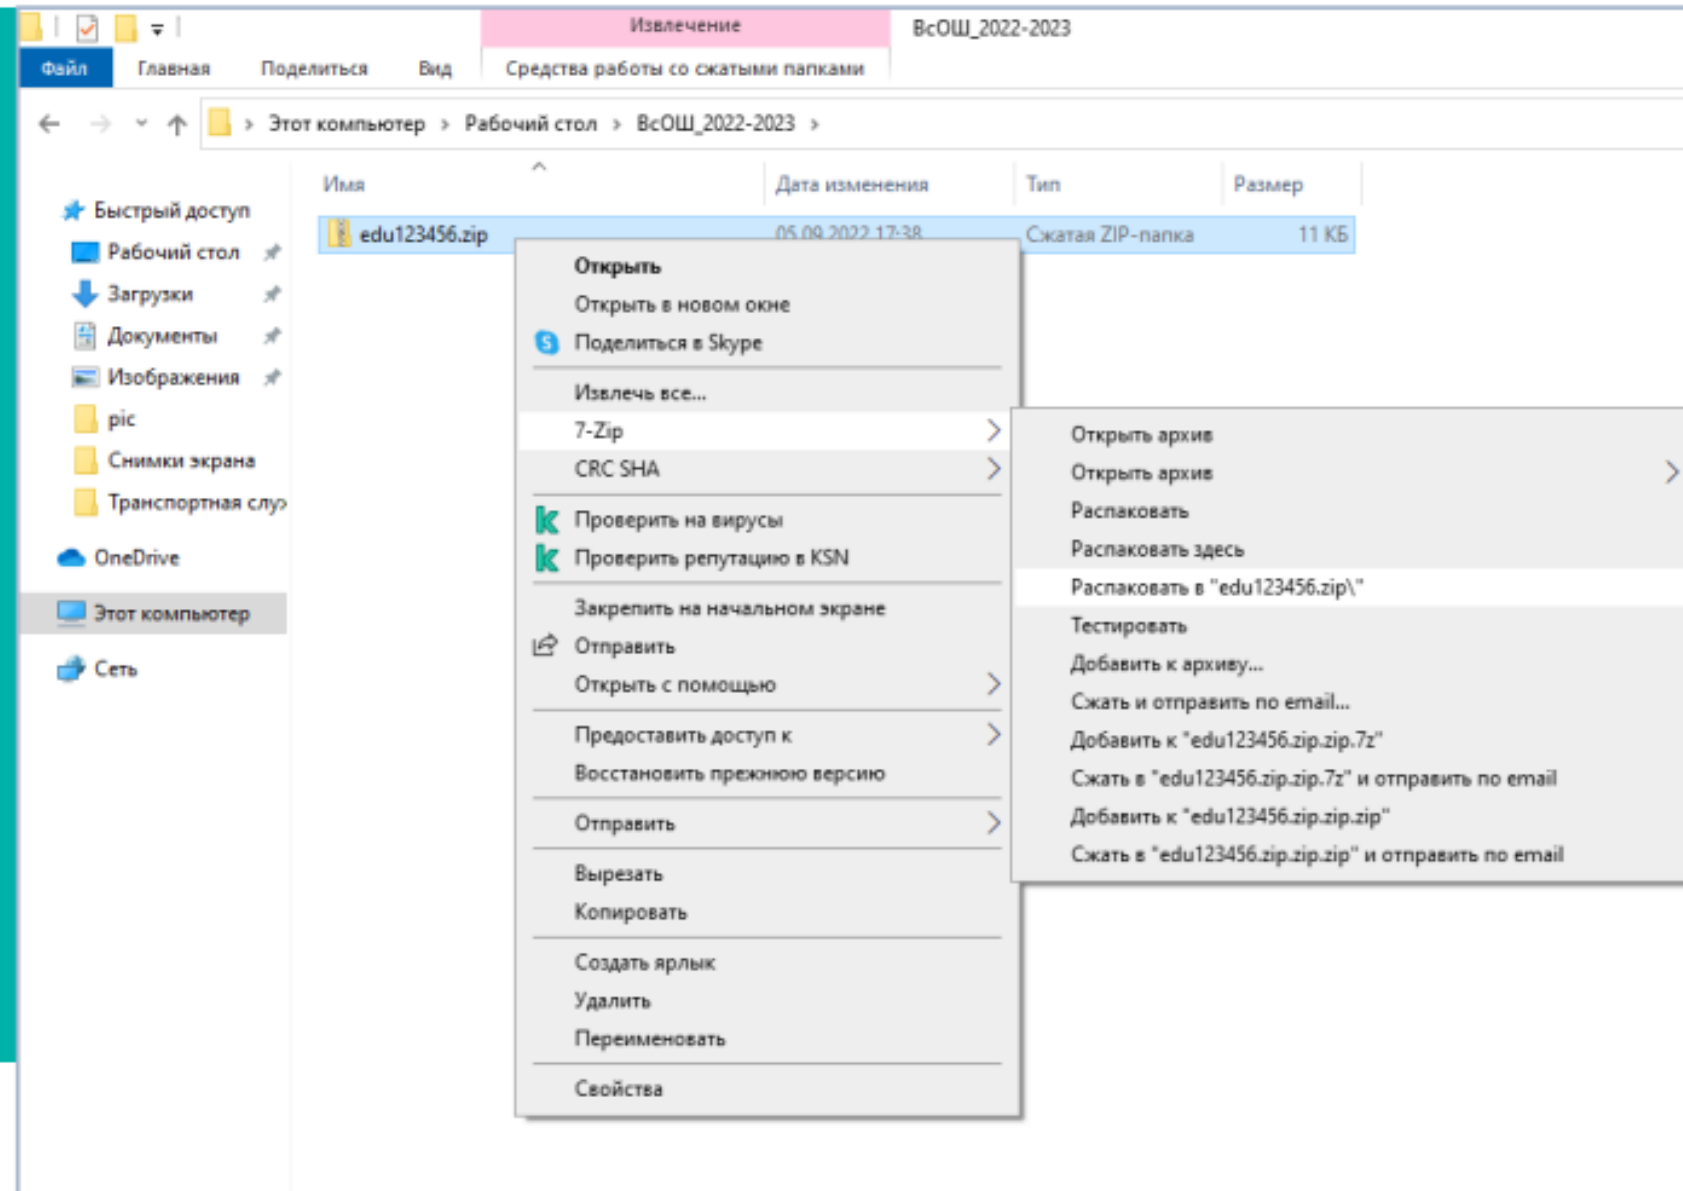 Извлечение
ВсОШ_2022-2023
Файл
Главная
Поделиться
Вид
Средства работы со сжатыми папками
Этот компьютер > Рабочий стол > ВсОШ_2022-2023 >
Имя
Дата изменения
Тип
Размер
Быстрый доступ
Рабочий стол
Загрузки
Документы
Изображения
pic
Снимки экрана
Транспортная служ
OneDrive
Этот компьютер
Сеть
edu123456.zip
05.09.2022 17:38
Сжатая ZIP-папка
11 КБ
Открыть
Открыть в новом окне
Поделиться в Skype
Извлечь все...
7-Zip
CRC SHA
Проверить на вирусы
Проверить репутацию в KSN
Закрепить на начальном экране
Отправить
Открыть с помощью
Предоставить доступ к
Восстановить прежнюю версию
Отправить
Вырезать
Копировать
Создать ярлык
Удалить
Переименовать
Свойства
Открыть архив
Открыть архив
Распаковать
Распаковать здесь
Распаковать в "edu123456.zip\"
Тестировать
Добавить к архиву...
Сжать и отправить по email...
Добавить к "edu123456.zip.zip.7z"
Сжать в "edu123456.zip.zip.7z" и отправить по email
Добавить к "edu123456.zip.zip.zip"
Сжать в "edu123456.zip.zip.zip" и отправить по email